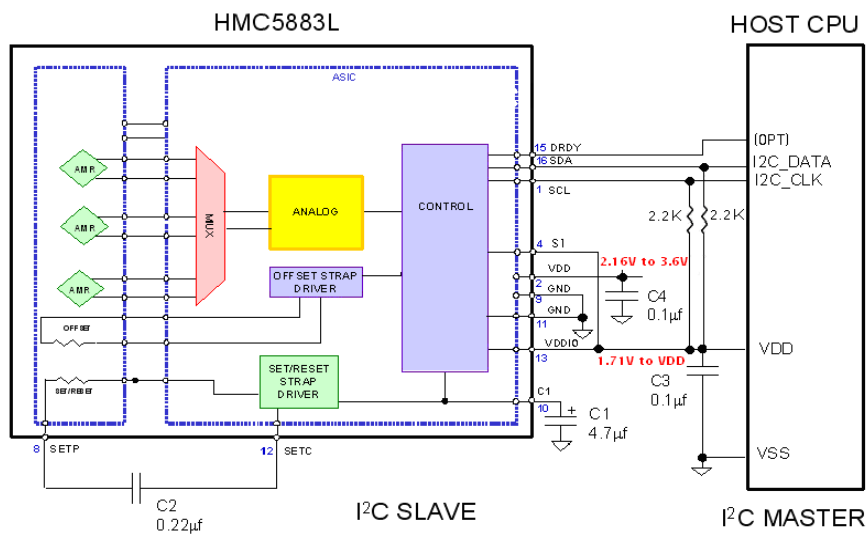 HMC5883L
HOST CPU
ASIC
15 DRDY
(OPT)
16 SDA
I2C_DATA
1 SCL
I2C_CLK
AMR
AMR
AMR
MUX
ANALOG
CONTROL
2.2K
2.2K
4 S1
VDD
2
2.16V to 3.6V
OFFSET STRAP
DRIVER
GND
9
C4
0.1µf
GND
11
OFFSET
VDDIO
13
1.71V to VDD
VDD
SET/RESET
STRAP
DRIVER
SET/RESET
C3
0.1µf
C1
10
+
C1
4.7µf
8 SETP
12 SETC
VSS
C2
0.22µf
I²C SLAVE
I²C MASTER